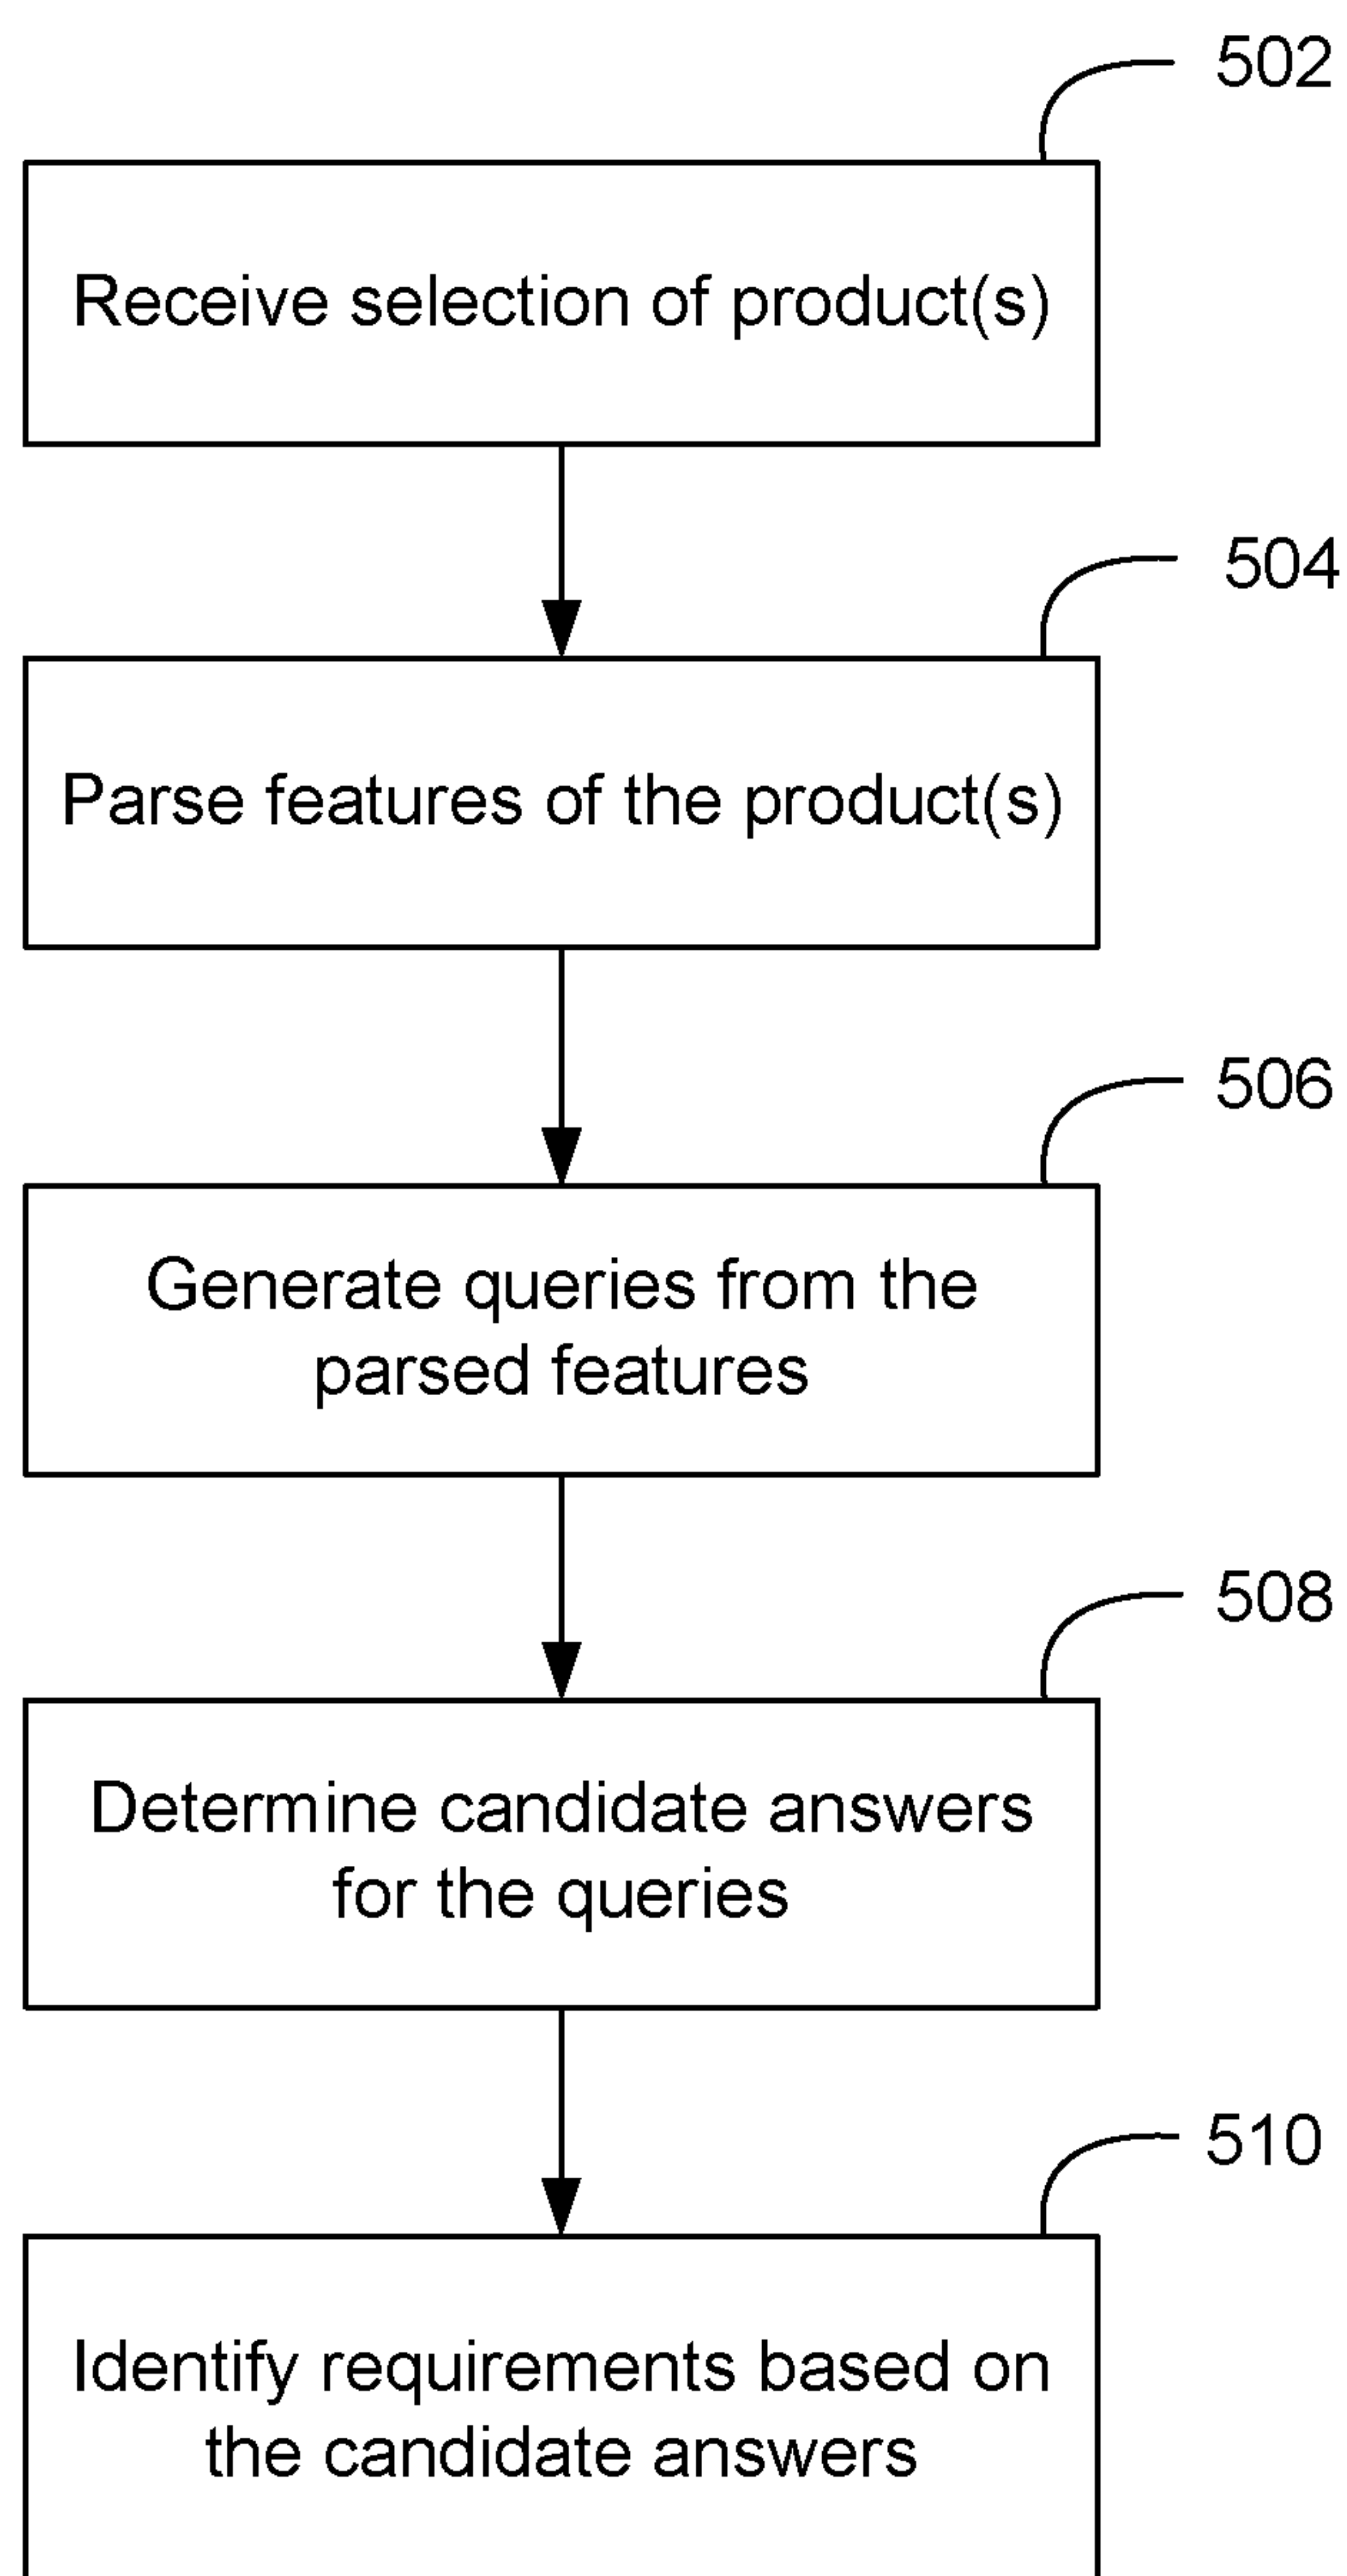 502
Receive selection of product(s)
504
Parse features of the product(s)
506
Generate queries from the
parsed features
508
Determine candidate answers
for the queries
510
Identify requirements based on
the candidate answers